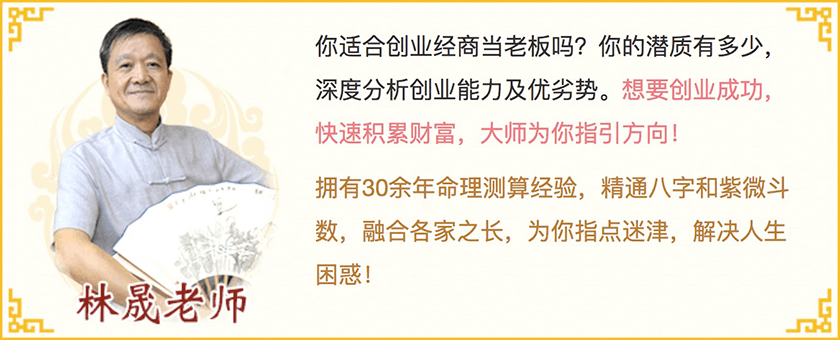 你适合创业经商当老板吗？你的潜质有多少，
深度分析创业能力及优劣势。想要创业成功，
快速积累财富，大师为你指引方向！
拥有30余年命理测算经验，精通八字和紫微斗
数，融合各家之长，为你指点迷津，解决人生
困惑！
林晟老师